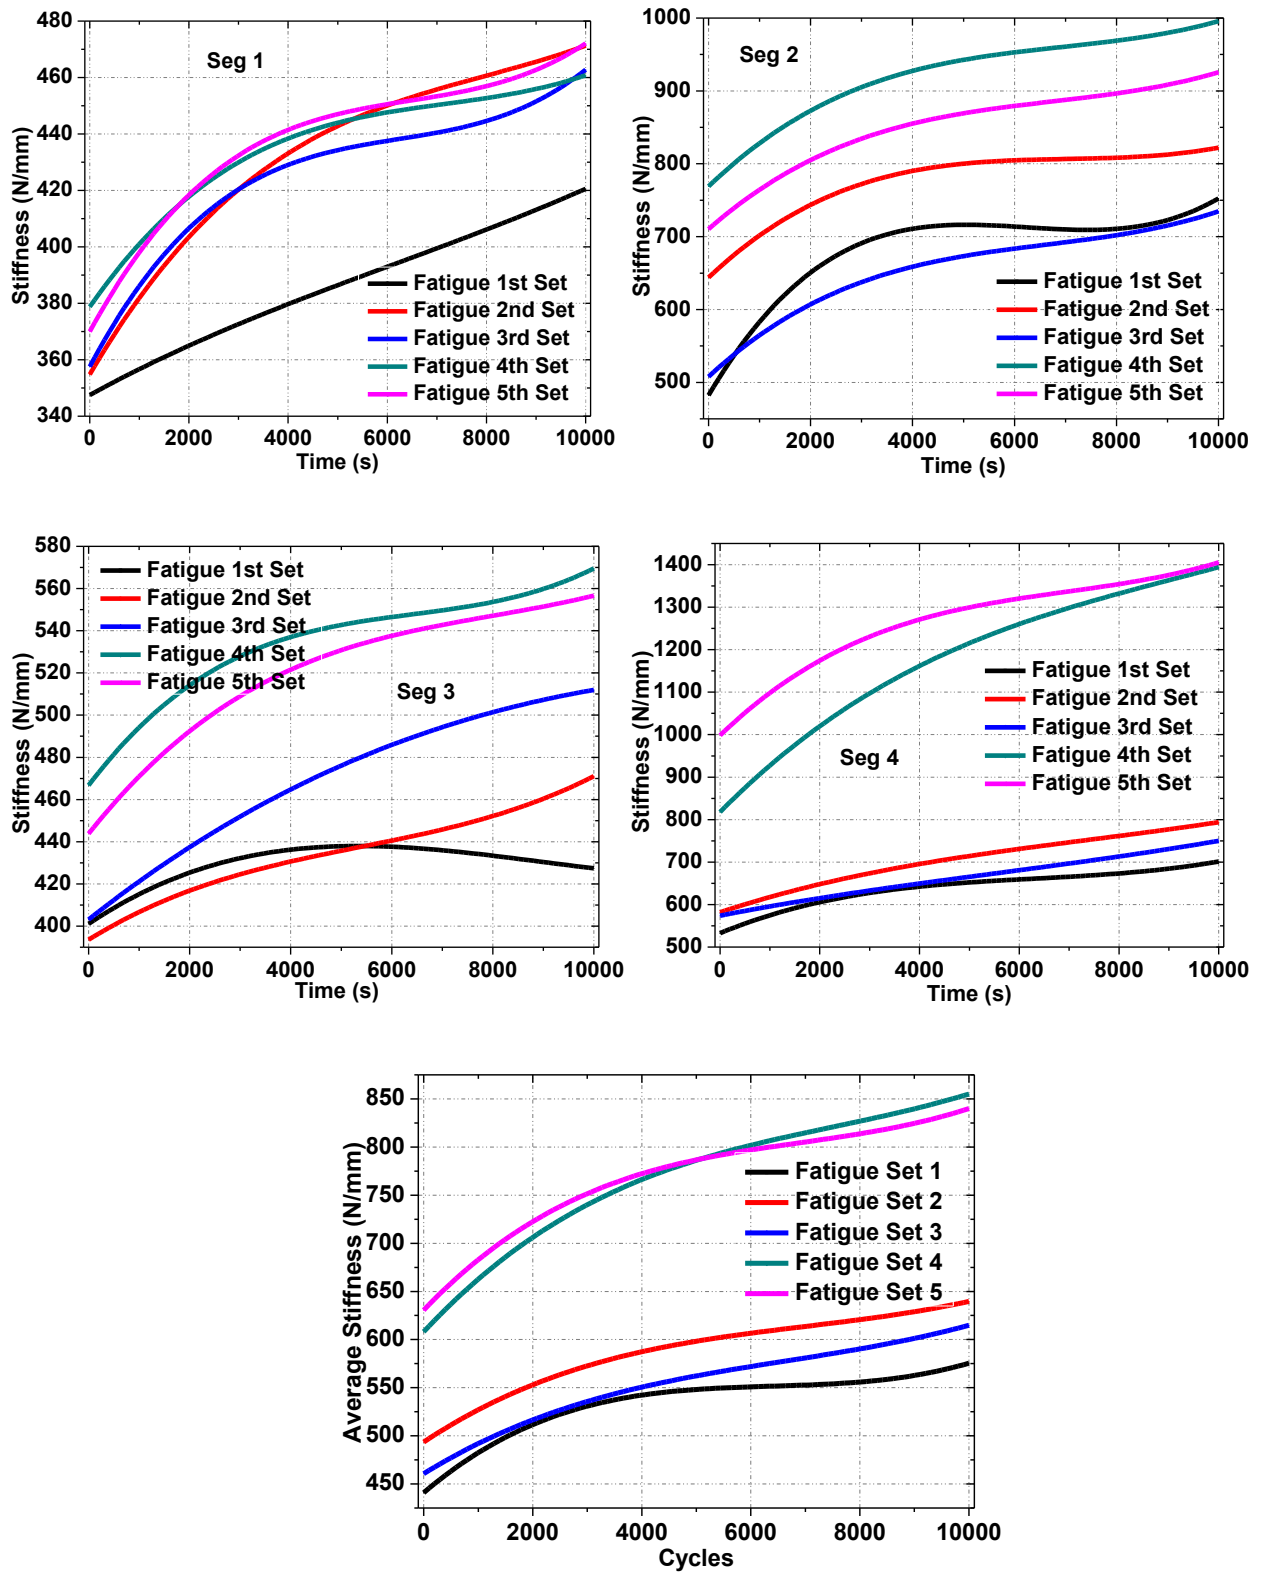 480
460
440
420
400
380
360
340
Stiffness (N/mm)
Seg 1
Fatigue 1st Set
Fatigue 2nd Set
Fatigue 3rd Set
Fatigue 4th Set
Fatigue 5th Set
0 2000 4000 6000 8000 10000
Time (s)
1000
900
800
700
600
500
Stiffness (N/mm)
Seg 2
Fatigue 1st Set
Fatigue 2nd Set
Fatigue 3rd Set
Fatigue 4th Set
Fatigue 5th Set
0 2000 4000 6000 8000 10000
Time (s)
580
560
540
520
500
480
460
440
420
400
Stiffness (N/mm)
Fatigue 1st Set
Fatigue 2nd Set
Fatigue 3rd Set
Fatigue 4th Set
Fatigue 5th Set
Seg 3
0 2000 4000 6000 8000 10000
Time (s)
1400
1300
1200
1100
1000
900
800
700
600
500
Stiffness (N/mm)
Fatigue 1st Set
Fatigue 2nd Set
Fatigue 3rd Set
Fatigue 4th Set
Fatigue 5th Set
Seg 4
0 2000 4000 6000 8000 10000
Time (s)
850
800
750
700
650
600
550
500
450
Average Stiffness (N/mm)
Fatigue Set 1
Fatigue Set 2
Fatigue Set 3
Fatigue Set 4
Fatigue Set 5
0 2000 4000 6000 8000 10000
Cycles